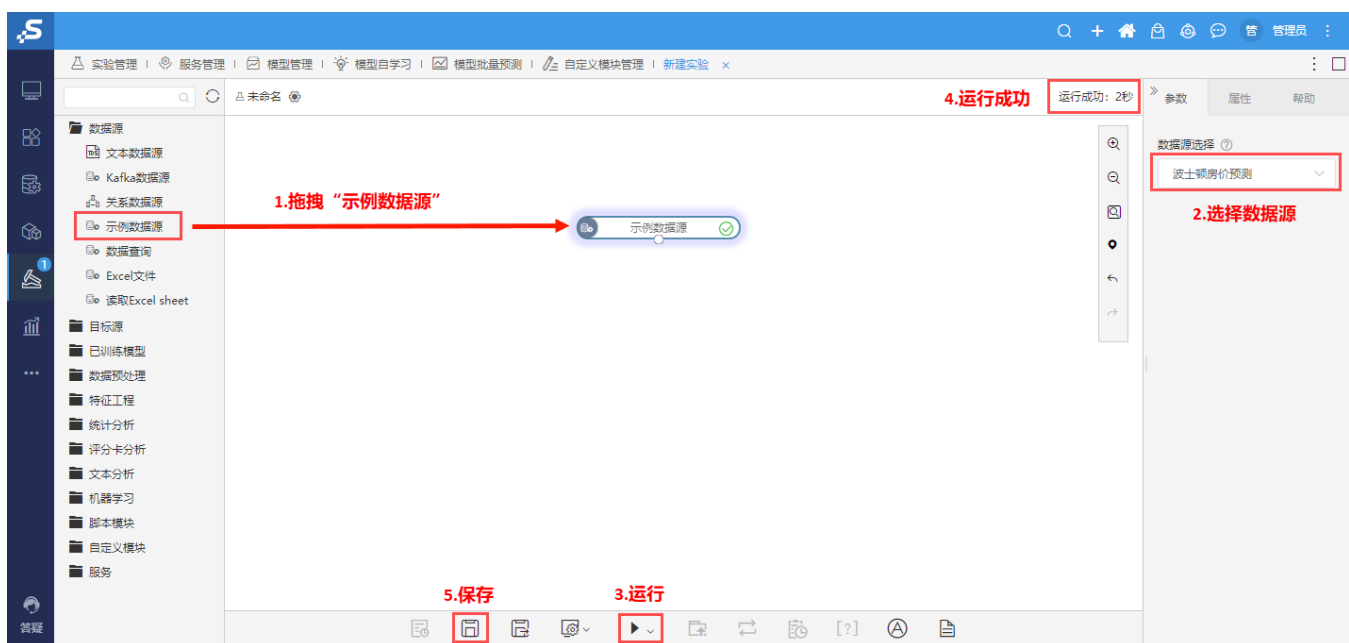 管 管理员
实验管理 服务管理 模型管理 模型自学习 模型批量预测 自定义模块管理 新建实验 ×
未命名
4.运行成功
运行成功：2秒
参数 属性 帮助
数据源
文本数据源
Kafka数据源
关系数据源
示例数据源
数据查询
Excel文件
读取Excel sheet
目标源
已训练模型
数据预处理
特征工程
统计分析
评分卡分析
文本分析
机器学习
脚本模块
自定义模块
服务
1.拖拽“示例数据源”
示例数据源
数据源选择
波士顿房价预测
2.选择数据源
1
5.保存
3.运行
[?]
A
答疑